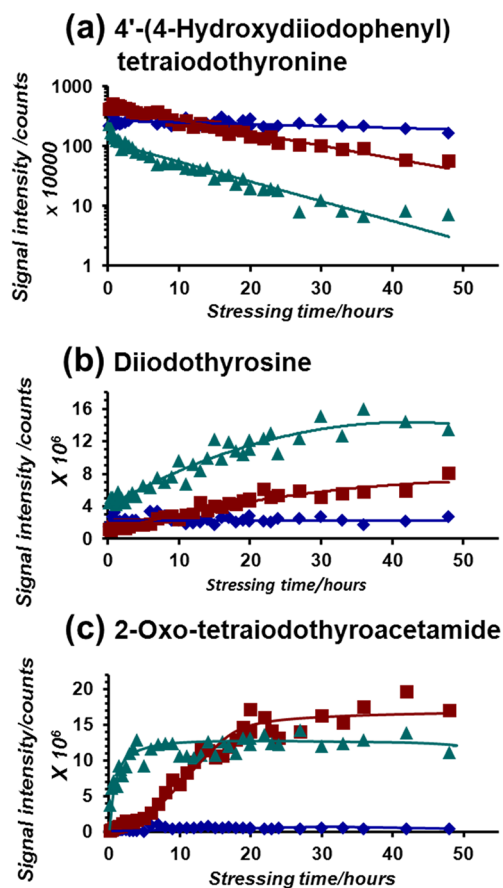 (a) 4'-(4-Hydroxydiiodophenyl)
tetraiodothyronine
Signal intensity /counts
x 10000
1000
100
10
1
0 10 20 30 40 50
Stressing time/hours
(b) Diiodothyrosine
Signal intensity /counts
X 10⁶
16
12
8
4
0
0 10 20 30 40 50
Stressing time/hours
(c) 2-Oxo-tetraiodothyroacetamide
Signal intensity/counts
X 10⁶
20
15
10
5
0
0 10 20 30 40 50
Stressing time/hours